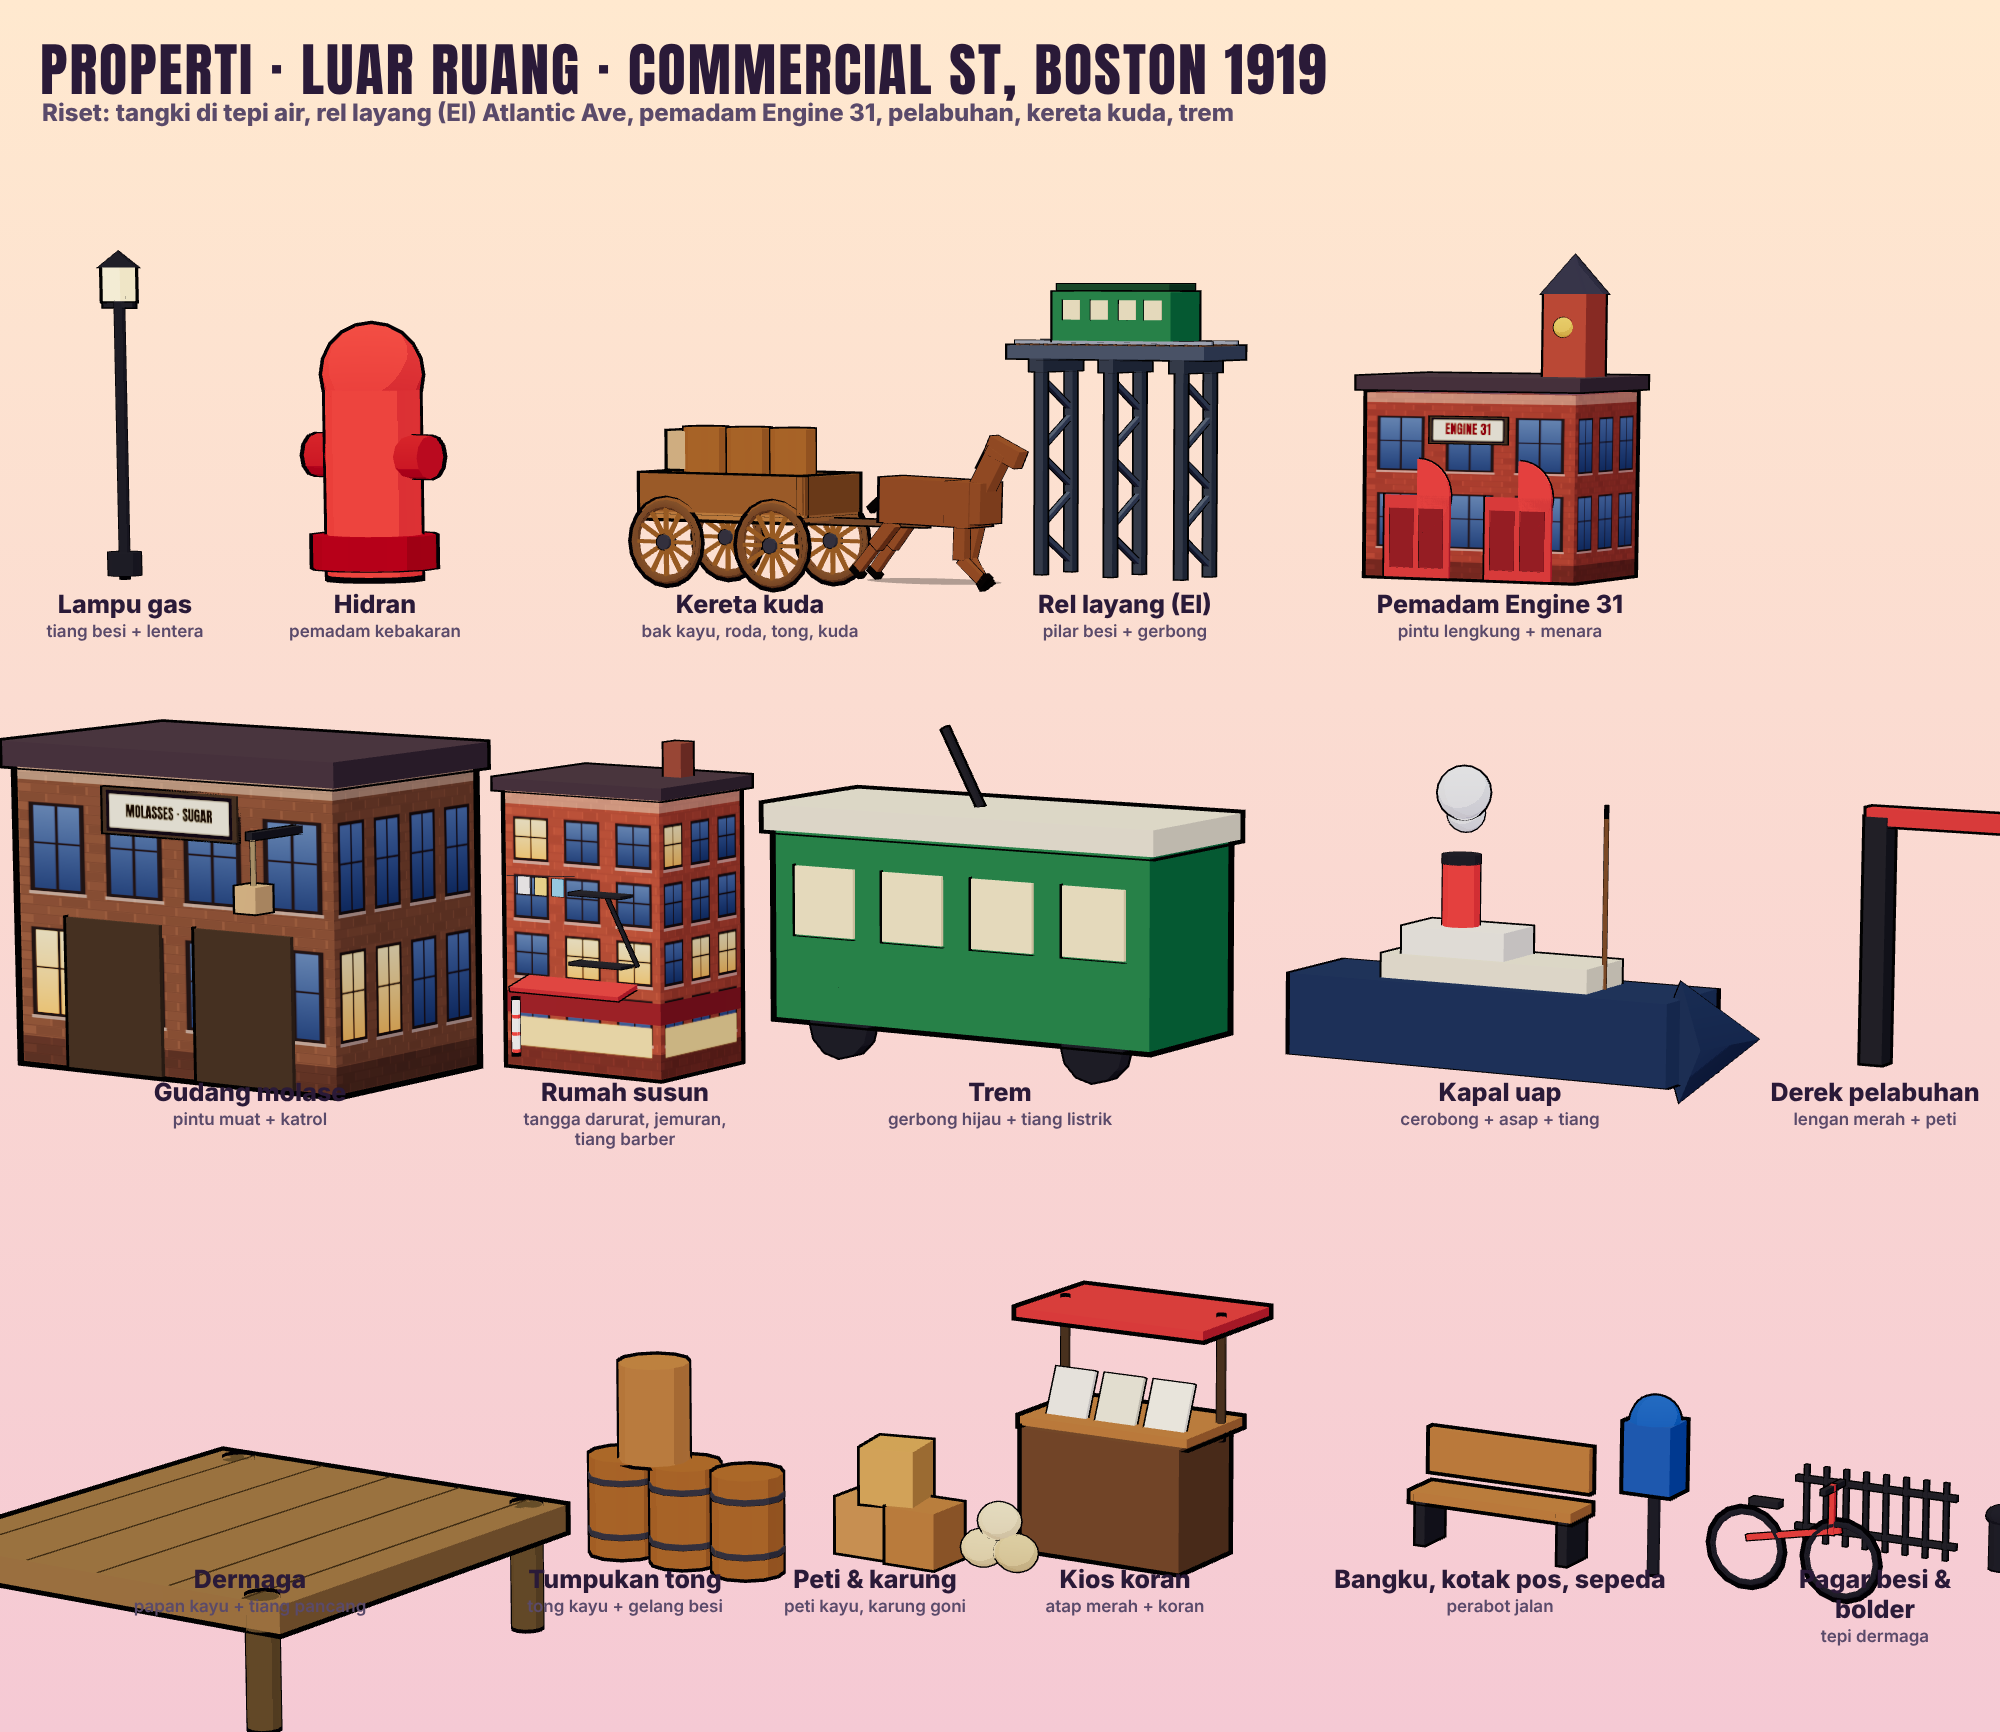 PROPERTI · LUAR RUANG · COMMERCIAL ST, BOSTON 1919
Riset: tangki di tepi air, rel layang (El) Atlantic Ave, pemadam Engine 31, pelabuhan, kereta kuda, trem
ENGINE 31
Lampu gas
tiang besi + lentera
Hidran
pemadam kebakaran
Kereta kuda
bak kayu, roda, tong, kuda
Rel layang (El)
pilar besi + gerbong
Pemadam Engine 31
pintu lengkung + menara
MOLASSES · SUGAR
Gudang molase
pintu muat + katrol
Rumah susun
tangga darurat, jemuran,
tiang barber
Trem
gerbong hijau + tiang listrik
Kapal uap
cerobong + asap + tiang
Derek pelabuhan
lengan merah + peti
Dermaga
papan kayu + tiang pancang
Tumpukan tong
tong kayu + gelang besi
Peti & karung
peti kayu, karung goni
Kios koran
atap merah + koran
Bangku, kotak pos, sepeda
perabot jalan
Pagar besi &
bolder
tepi dermaga